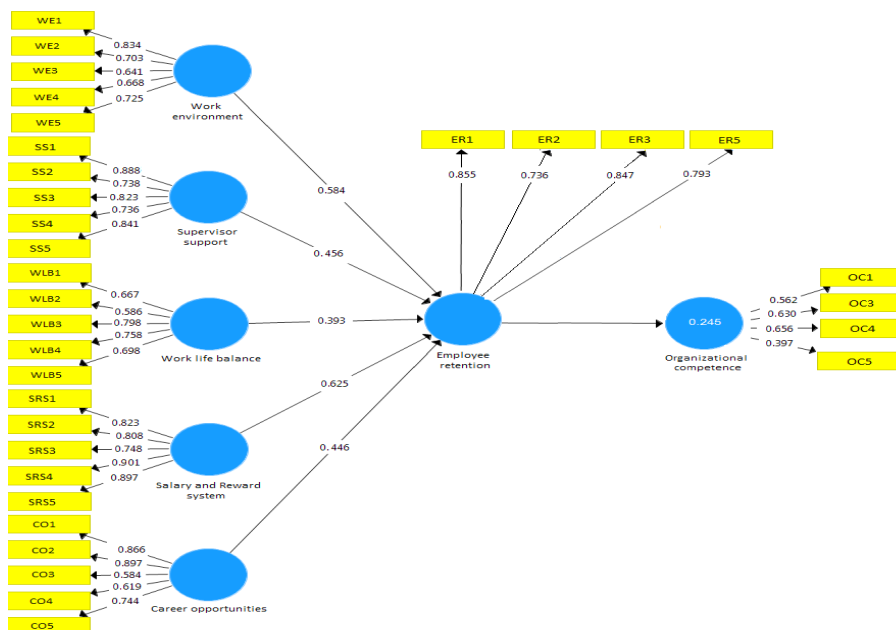 WE1
WE2
WE3
WE4
WE5
0.834
0.703
0.641
0.668
0.725
Work
environment
SS1
SS2
SS3
SS4
SS5
0.888
0.738
0.823
0.736
0.841
Supervisor
support
WLB1
WLB2
WLB3
WLB4
WLB5
0.667
0.586
0.798
0.758
0.698
Work life balance
SRS1
SRS2
SRS3
SRS4
SRS5
0.823
0.808
0.748
0.901
0.897
Salary and Reward
system
CO1
CO2
CO3
CO4
CO5
0.866
0.897
0.584
0.619
0.744
Career opportunities
0.584
0.456
0.393
0.625
0.446
ER1
ER2
ER3
ER5
0.855
0.736
0.847
0.793
Employee
retention
0.245
Organizational
competence
0.562
0.630
0.656
0.397
OC1
OC3
OC4
OC5